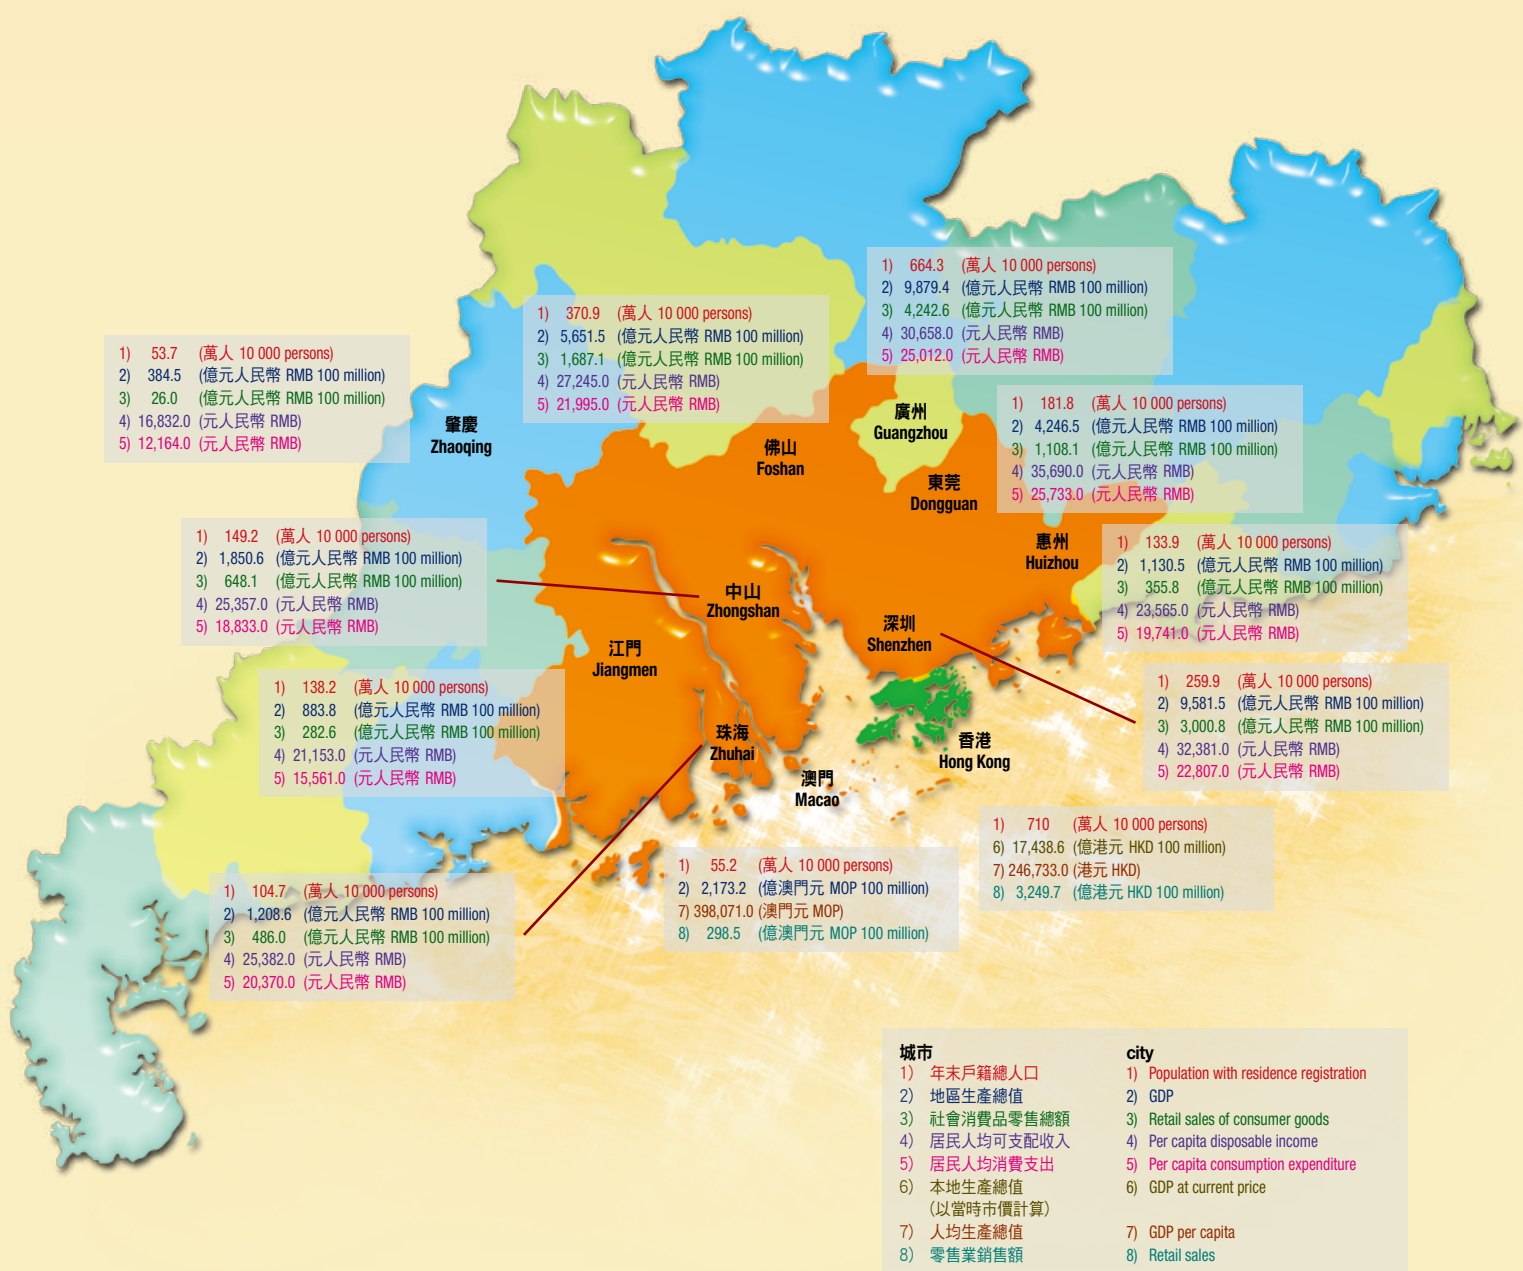 1) 664.3 (萬人 10 000 persons)
2) 9,879.4 (億元人民幣 RMB 100 million)
3) 4,242.6 (億元人民幣 RMB 100 million)
4) 30,658.0 (元人民幣 RMB)
5) 25,012.0 (元人民幣 RMB)
1) 370.9 (萬人 10 000 persons)
2) 5,651.5 (億元人民幣 RMB 100 million)
3) 1,687.1 (億元人民幣 RMB 100 million)
4) 27,245.0 (元人民幣 RMB)
5) 21,995.0 (元人民幣 RMB)
1) 53.7 (萬人 10 000 persons)
2) 384.5 (億元人民幣 RMB 100 million)
3) 26.0 (億元人民幣 RMB 100 million)
4) 16,832.0 (元人民幣 RMB)
5) 12,164.0 (元人民幣 RMB)
肇慶
Zhaoqing
佛山
Foshan
廣州
Guangzhou
東莞
Dongguan
1) 181.8 (萬人 10 000 persons)
2) 4,246.5 (億元人民幣 RMB 100 million)
3) 1,108.1 (億元人民幣 RMB 100 million)
4) 35,690.0 (元人民幣 RMB)
5) 25,733.0 (元人民幣 RMB)
1) 149.2 (萬人 10 000 persons)
2) 1,850.6 (億元人民幣 RMB 100 million)
3) 648.1 (億元人民幣 RMB 100 million)
4) 25,357.0 (元人民幣 RMB)
5) 18,833.0 (元人民幣 RMB)
惠州
Huizhou
1) 133.9 (萬人 10 000 persons)
2) 1,130.5 (億元人民幣 RMB 100 million)
3) 355.8 (億元人民幣 RMB 100 million)
4) 23,565.0 (元人民幣 RMB)
5) 19,741.0 (元人民幣 RMB)
中山
Zhongshan
深圳
Shenzhen
江門
Jiangmen
1) 138.2 (萬人 10 000 persons)
2) 883.8 (億元人民幣 RMB 100 million)
3) 282.6 (億元人民幣 RMB 100 million)
4) 21,153.0 (元人民幣 RMB)
5) 15,561.0 (元人民幣 RMB)
1) 259.9 (萬人 10 000 persons)
2) 9,581.5 (億元人民幣 RMB 100 million)
3) 3,000.8 (億元人民幣 RMB 100 million)
4) 32,381.0 (元人民幣 RMB)
5) 22,807.0 (元人民幣 RMB)
珠海
Zhuhai
香港
Hong Kong
澳門
Macao
1) 710 (萬人 10 000 persons)
6) 17,438.6 (億港元 HKD 100 million)
7) 246,733.0 (港元 HKD)
8) 3,249.7 (億港元 HKD 100 million)
1) 55.2 (萬人 10 000 persons)
2) 2,173.2 (億澳門元 MOP 100 million)
7) 398,071.0 (澳門元 MOP)
8) 298.5 (億澳門元 MOP 100 million)
1) 104.7 (萬人 10 000 persons)
2) 1,208.6 (億元人民幣 RMB 100 million)
3) 486.0 (億元人民幣 RMB 100 million)
4) 25,382.0 (元人民幣 RMB)
5) 20,370.0 (元人民幣 RMB)
城市 city
1) 年末戶籍總人口 1) Population with residence registration
2) 地區生產總值 2) GDP
3) 社會消費品零售總額 3) Retail sales of consumer goods
4) 居民人均可支配收入 4) Per capita disposable income
5) 居民人均消費支出 5) Per capita consumption expenditure
6) 本地生產總值 6) GDP at current price
(以當時市價計算)
7) 人均生產總值 7) GDP per capita
8) 零售業銷售額 8) Retail sales